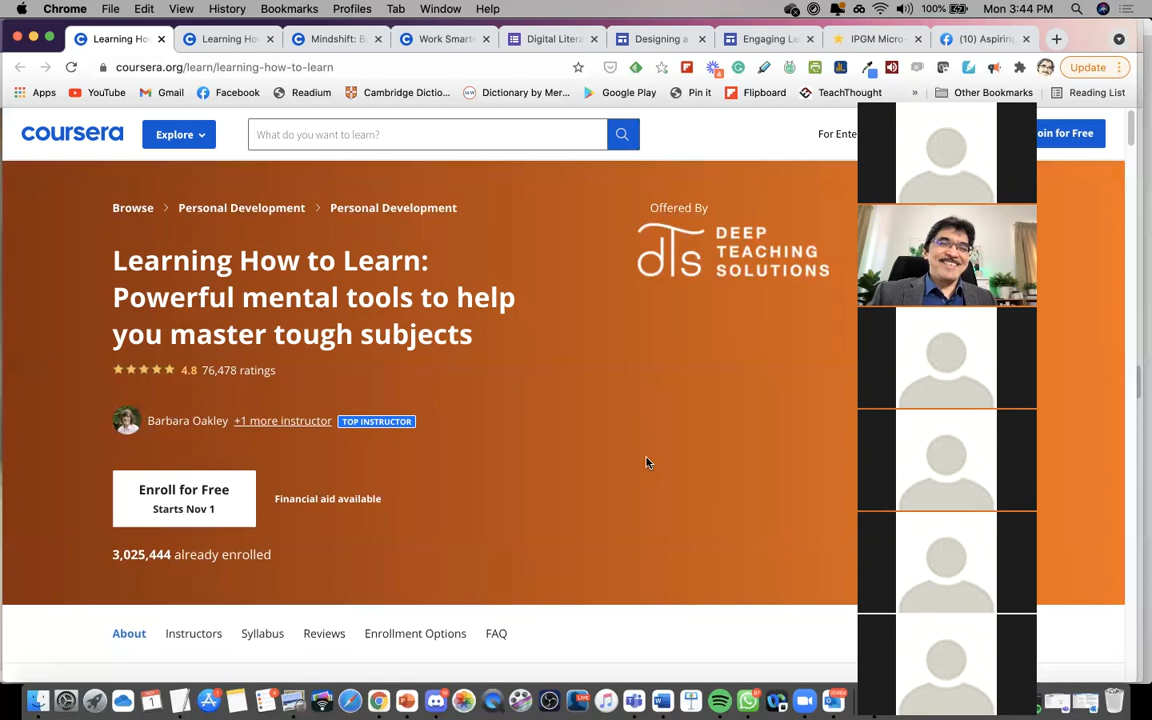 Chrome File Edit View History Bookmarks Profiles Tab Window Help 100% Mon 3:44 PM
Learning Ho Learning Ho Mindshift: B Work Smart Digital Liter Designing a Engaging Le IPGM Micro- (10) Aspirin
coursera.org/learn/learning-how-to-learn Update
Apps YouTube Gmail Facebook Readium Cambridge Dictio... Dictionary by Mer... Google Play Pin it Flipboard TeachThought » Other Bookmarks Reading List
coursera Explore What do you want to learn? For Ente oin for Free
Browse Personal Development Personal Development
Offered By
DEEP
TEACHING
SOLUTIONS
dTs
Learning How to Learn:
Powerful mental tools to help
you master tough subjects
4.8 76,478 ratings
Barbara Oakley +1 more instructor TOP INSTRUCTOR
Enroll for Free
Starts Nov 1
Financial aid available
3,025,444 already enrolled
About Instructors Syllabus Reviews Enrollment Options FAQ